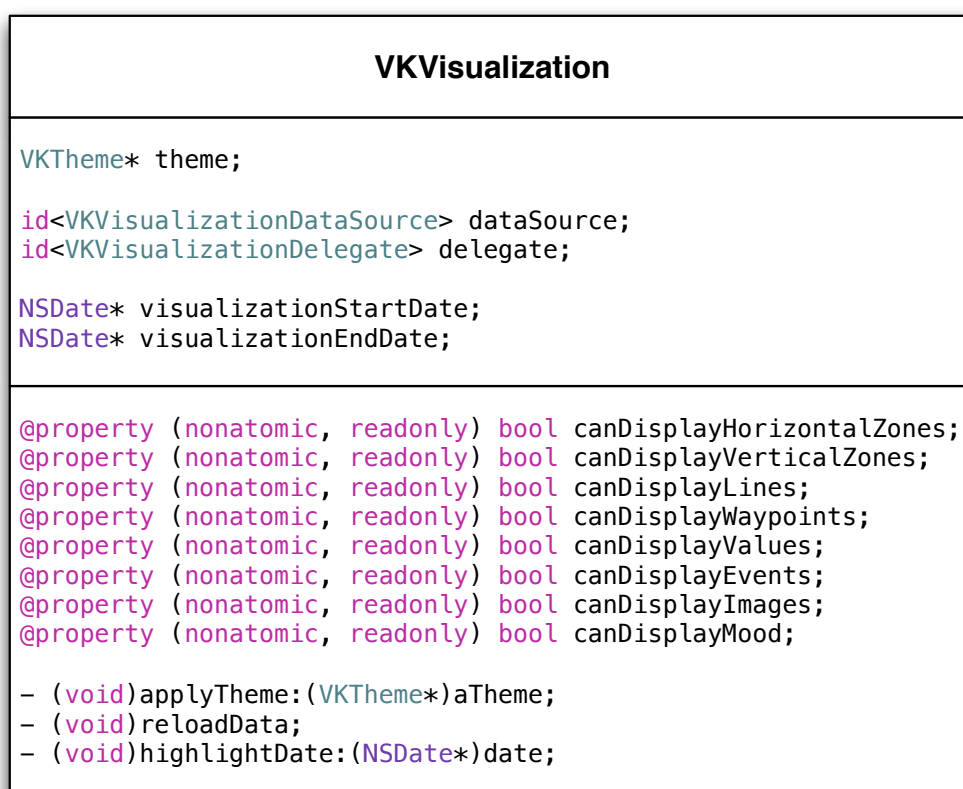 VKVisualization
VKTheme* theme;
id<VKVisualizationDataSource> dataSource;
id<VKVisualizationDelegate> delegate;
NSDate* visualizationStartDate;
NSDate* visualizationEndDate;
@property (nonatomic, readonly) bool canDisplayHorizontalZones;
@property (nonatomic, readonly) bool canDisplayVerticalZones;
@property (nonatomic, readonly) bool canDisplayLines;
@property (nonatomic, readonly) bool canDisplayWaypoints;
@property (nonatomic, readonly) bool canDisplayValues;
@property (nonatomic, readonly) bool canDisplayEvents;
@property (nonatomic, readonly) bool canDisplayImages;
@property (nonatomic, readonly) bool canDisplayMood;
- (void)applyTheme:(VKTheme*)aTheme;
- (void)reloadData;
- (void)highlightDate:(NSDate*)date;